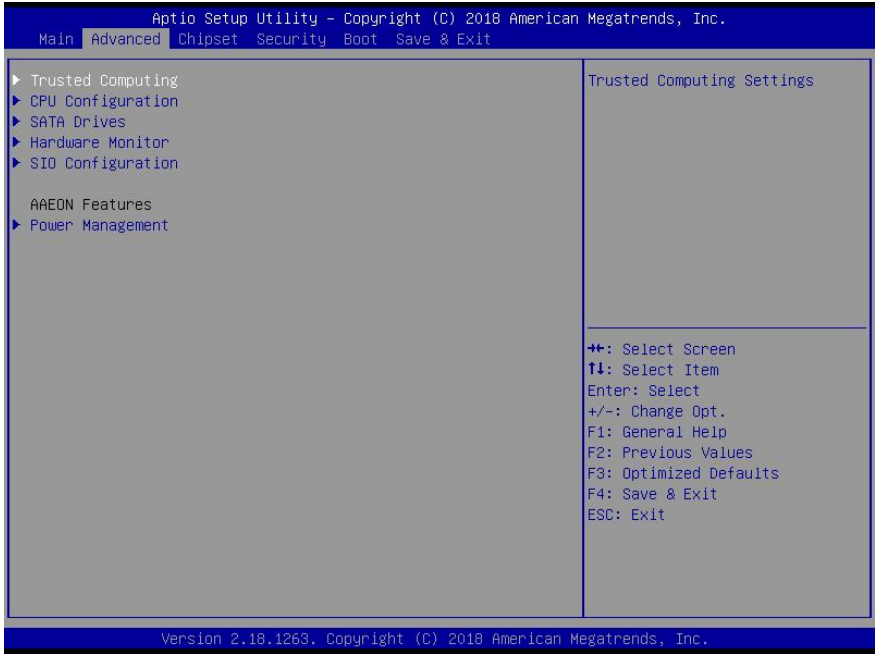 Aptio Setup Utility – Copyright (C) 2018 American Megatrends, Inc.
Main Advanced Chipset Security Boot Save & Exit
Trusted Computing
CPU Configuration
SATA Drives
Hardware Monitor
SIO Configuration
AAEON Features
Power Management
Trusted Computing Settings
→←: Select Screen
↑↓: Select Item
Enter: Select
+/-: Change Opt.
F1: General Help
F2: Previous Values
F3: Optimized Defaults
F4: Save & Exit
ESC: Exit
Version 2.18.1263. Copyright (C) 2018 American Megatrends, Inc.